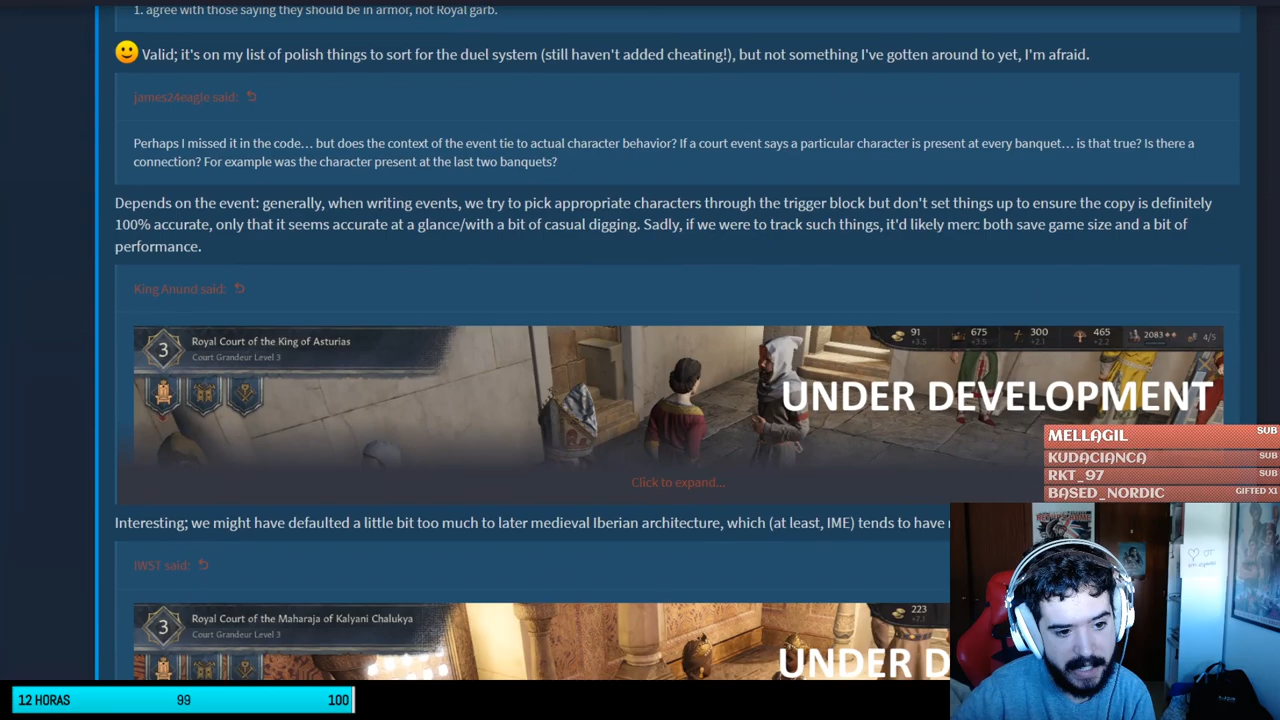 1. agree with those saying they should be in armor, not Royal garb.
Valid; it's on my list of polish things to sort for the duel system (still haven't added cheating!), but not something I've gotten around to yet, I'm afraid.
james24eagle said:
Perhaps I missed it in the code... but does the context of the event tie to actual character behavior? If a court event says a particular character is present at every banquet... is that true? Is there a
connection? For example was the character present at the last two banquets?
Depends on the event: generally, when writing events, we try to pick appropriate characters through the trigger block but don't set things up to ensure the copy is definitely
100% accurate, only that it seems accurate at a glance/with a bit of casual digging. Sadly, if we were to track such things, it'd likely merc both save game size and a bit of
performance.
King Anund said:
3 Royal Court of the King of Asturias
Court Grandeur Level 3
91 675 300 465 2083 4/5
+3.5 +3.5 +2.1 +2.2
UNDER DEVELOPMENT
Click to expand...
Interesting; we might have defaulted a little bit too much to later medieval Iberian architecture, which (at least, IME) tends to have
IWST said:
3 Royal Court of the Maharaja of Kalyani Chalukya
Court Grandeur Level 3
223
UNDER D
MELLAGIL SUB
KUDACIANCA SUB
RKT_97 SUB
BASED_NORDIC GIFTED X1
12 HORAS 99 100